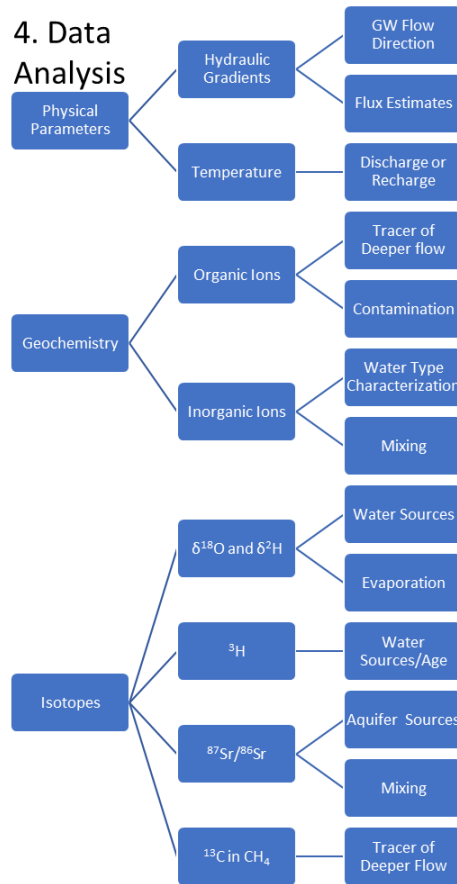 4. Data
Analysis
Physical
Parameters
Hydraulic
Gradients
GW Flow
Direction
Flux Estimates
Temperature
Discharge or
Recharge
Geochemistry
Organic Ions
Tracer of
Deeper flow
Contamination
Inorganic Ions
Water Type
Characterization
Mixing
Isotopes
δ¹⁸O and δ²H
Water Sources
Evaporation
³H
Water
Sources/Age
⁸⁷Sr/⁸⁶Sr
Aquifer Sources
Mixing
¹³C in CH₄
Tracer of
Deeper Flow